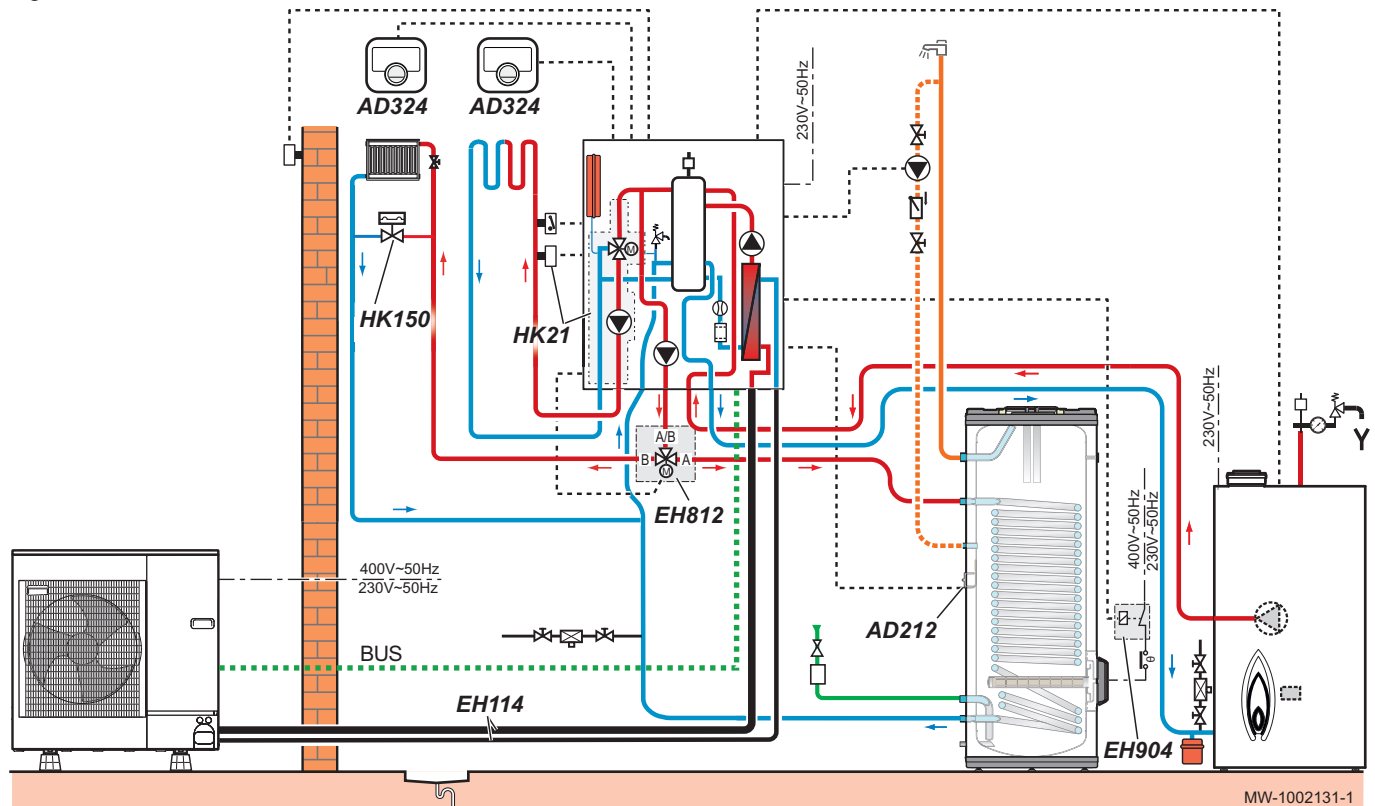 AD324
AD324
230V~50Hz
HK150
HK21
M
A/B
B
A
M
EH812
230V~50Hz
Y
400V~50Hz
230V~50Hz
400V~50Hz
230V~50Hz
θ
AD212
BUS
EH114
EH904
MW-1002131-1